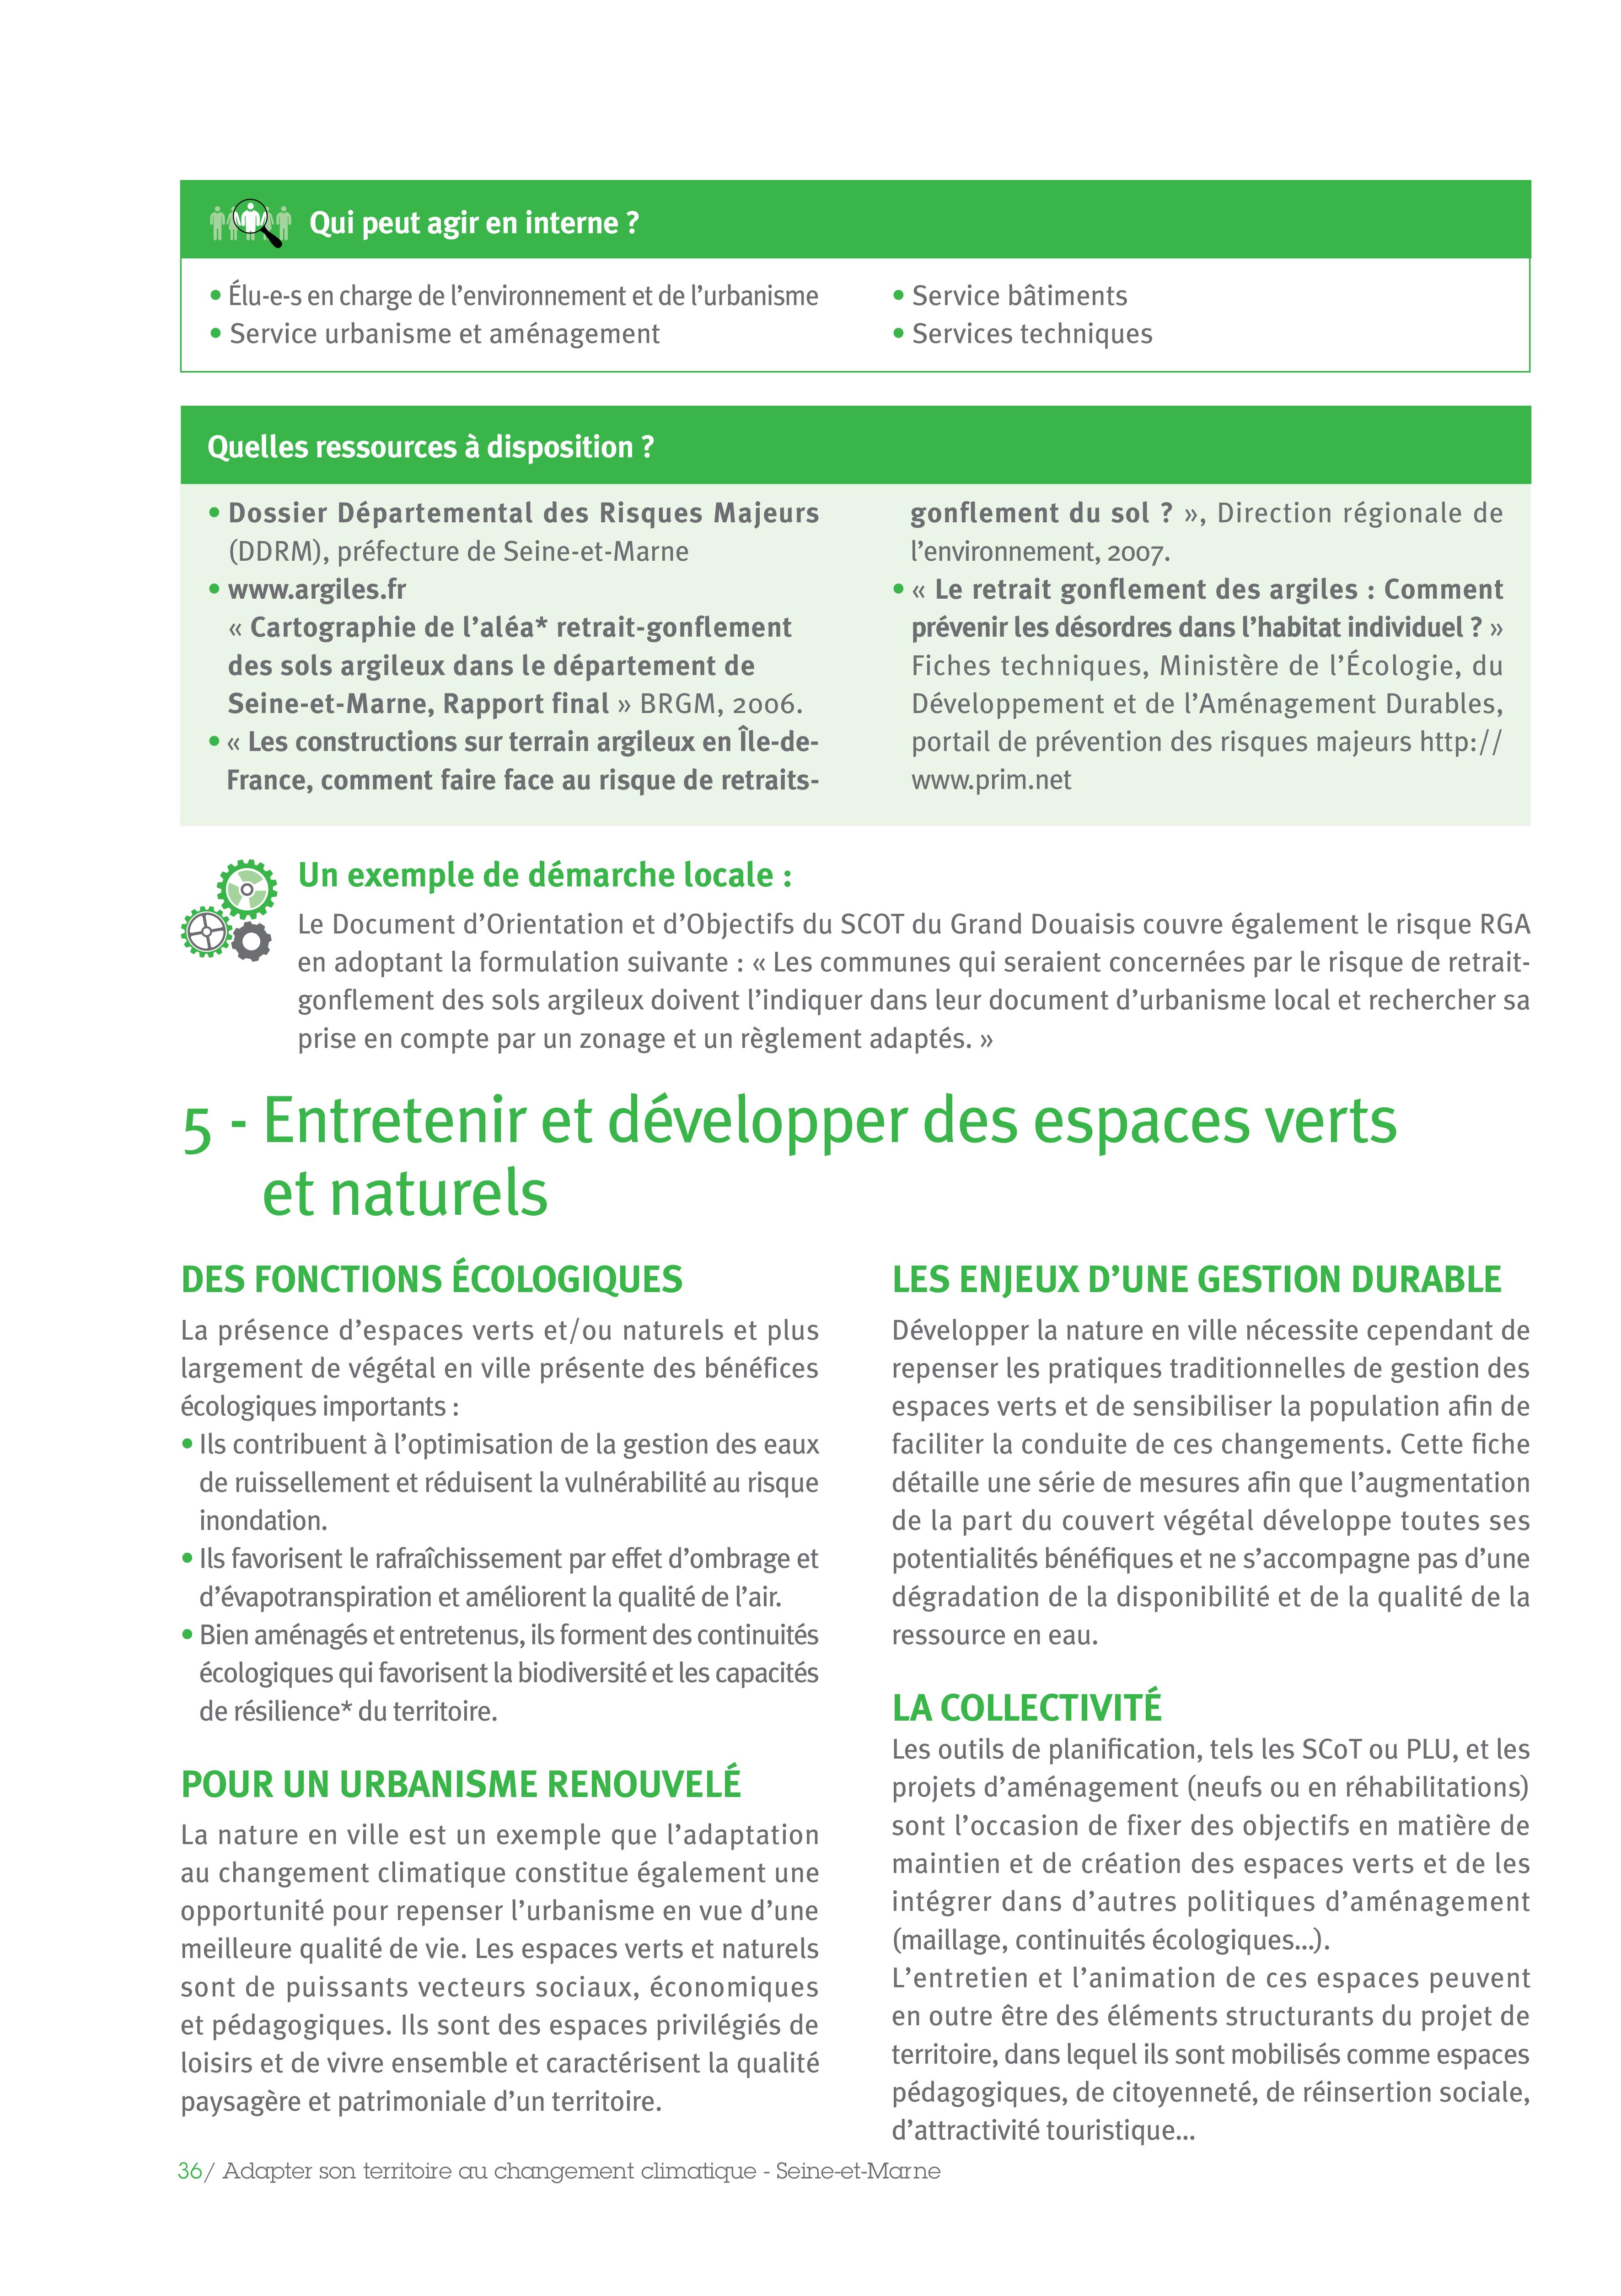 Qui peut agir en interne ?
• Élu-e-s en charge de l’environnement et de l’urbanisme
• Service urbanisme et aménagement
• Service bâtiments
• Services techniques
Quelles ressources à disposition ?
• Dossier Départemental des Risques Majeurs
(DDRM), préfecture de Seine-et-Marne
• www.argiles.fr
« Cartographie de l’aléa* retrait-gonflement
des sols argileux dans le département de
Seine-et-Marne, Rapport final » BRGM, 2006.
• « Les constructions sur terrain argileux en Île-de-
France, comment faire face au risque de retraits-
gonflement du sol ? », Direction régionale de
l’environnement, 2007.
• « Le retrait gonflement des argiles : Comment
prévenir les désordres dans l’habitat individuel ? »
Fiches techniques, Ministère de l’Écologie, du
Développement et de l’Aménagement Durables,
portail de prévention des risques majeurs http://
www.prim.net
Un exemple de démarche locale :
Le Document d’Orientation et d’Objectifs du SCOT du Grand Douaisis couvre également le risque RGA
en adoptant la formulation suivante : « Les communes qui seraient concernées par le risque de retrait-
gonflement des sols argileux doivent l’indiquer dans leur document d’urbanisme local et rechercher sa
prise en compte par un zonage et un règlement adaptés. »
5 - Entretenir et développer des espaces verts
et naturels
DES FONCTIONS ÉCOLOGIQUES
La présence d’espaces verts et/ou naturels et plus
largement de végétal en ville présente des bénéfices
écologiques importants :
• Ils contribuent à l’optimisation de la gestion des eaux
de ruissellement et réduisent la vulnérabilité au risque
inondation.
• Ils favorisent le rafraîchissement par effet d’ombrage et
d’évapotranspiration et améliorent la qualité de l’air.
• Bien aménagés et entretenus, ils forment des continuités
écologiques qui favorisent la biodiversité et les capacités
de résilience* du territoire.
POUR UN URBANISME RENOUVELÉ
La nature en ville est un exemple que l’adaptation
au changement climatique constitue également une
opportunité pour repenser l’urbanisme en vue d’une
meilleure qualité de vie. Les espaces verts et naturels
sont de puissants vecteurs sociaux, économiques
et pédagogiques. Ils sont des espaces privilégiés de
loisirs et de vivre ensemble et caractérisent la qualité
paysagère et patrimoniale d’un territoire.
LES ENJEUX D’UNE GESTION DURABLE
Développer la nature en ville nécessite cependant de
repenser les pratiques traditionnelles de gestion des
espaces verts et de sensibiliser la population afin de
faciliter la conduite de ces changements. Cette fiche
détaille une série de mesures afin que l’augmentation
de la part du couvert végétal développe toutes ses
potentialités bénéfiques et ne s’accompagne pas d’une
dégradation de la disponibilité et de la qualité de la
ressource en eau.
LA COLLECTIVITÉ
Les outils de planification, tels les SCoT ou PLU, et les
projets d’aménagement (neufs ou en réhabilitations)
sont l’occasion de fixer des objectifs en matière de
maintien et de création des espaces verts et de les
intégrer dans d’autres politiques d’aménagement
(maillage, continuités écologiques...).
L’entretien et l’animation de ces espaces peuvent
en outre être des éléments structurants du projet de
territoire, dans lequel ils sont mobilisés comme espaces
pédagogiques, de citoyenneté, de réinsertion sociale,
d’attractivité touristique...
36/ Adapter son territoire au changement climatique - Seine-et-Marne